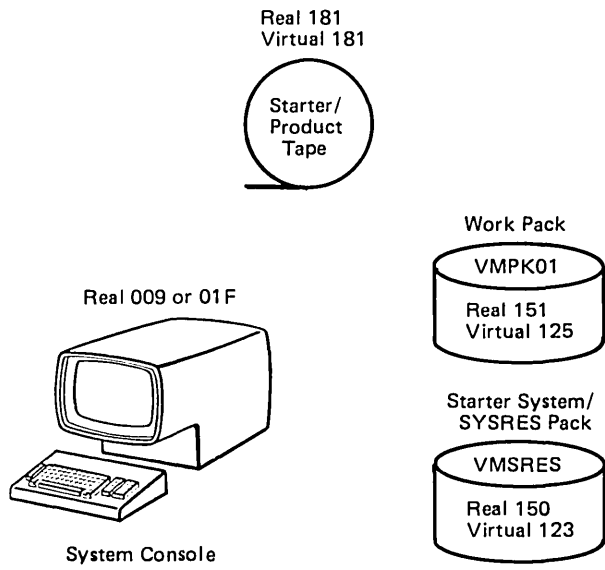 Real 181
Virtual 181
Starter/
Product
Tape
Work Pack
VMPK01
Real 151
Virtual 125
Real 009 or 01F
Starter System/
SYSRES Pack
VMSRES
Real 150
Virtual 123
System Console